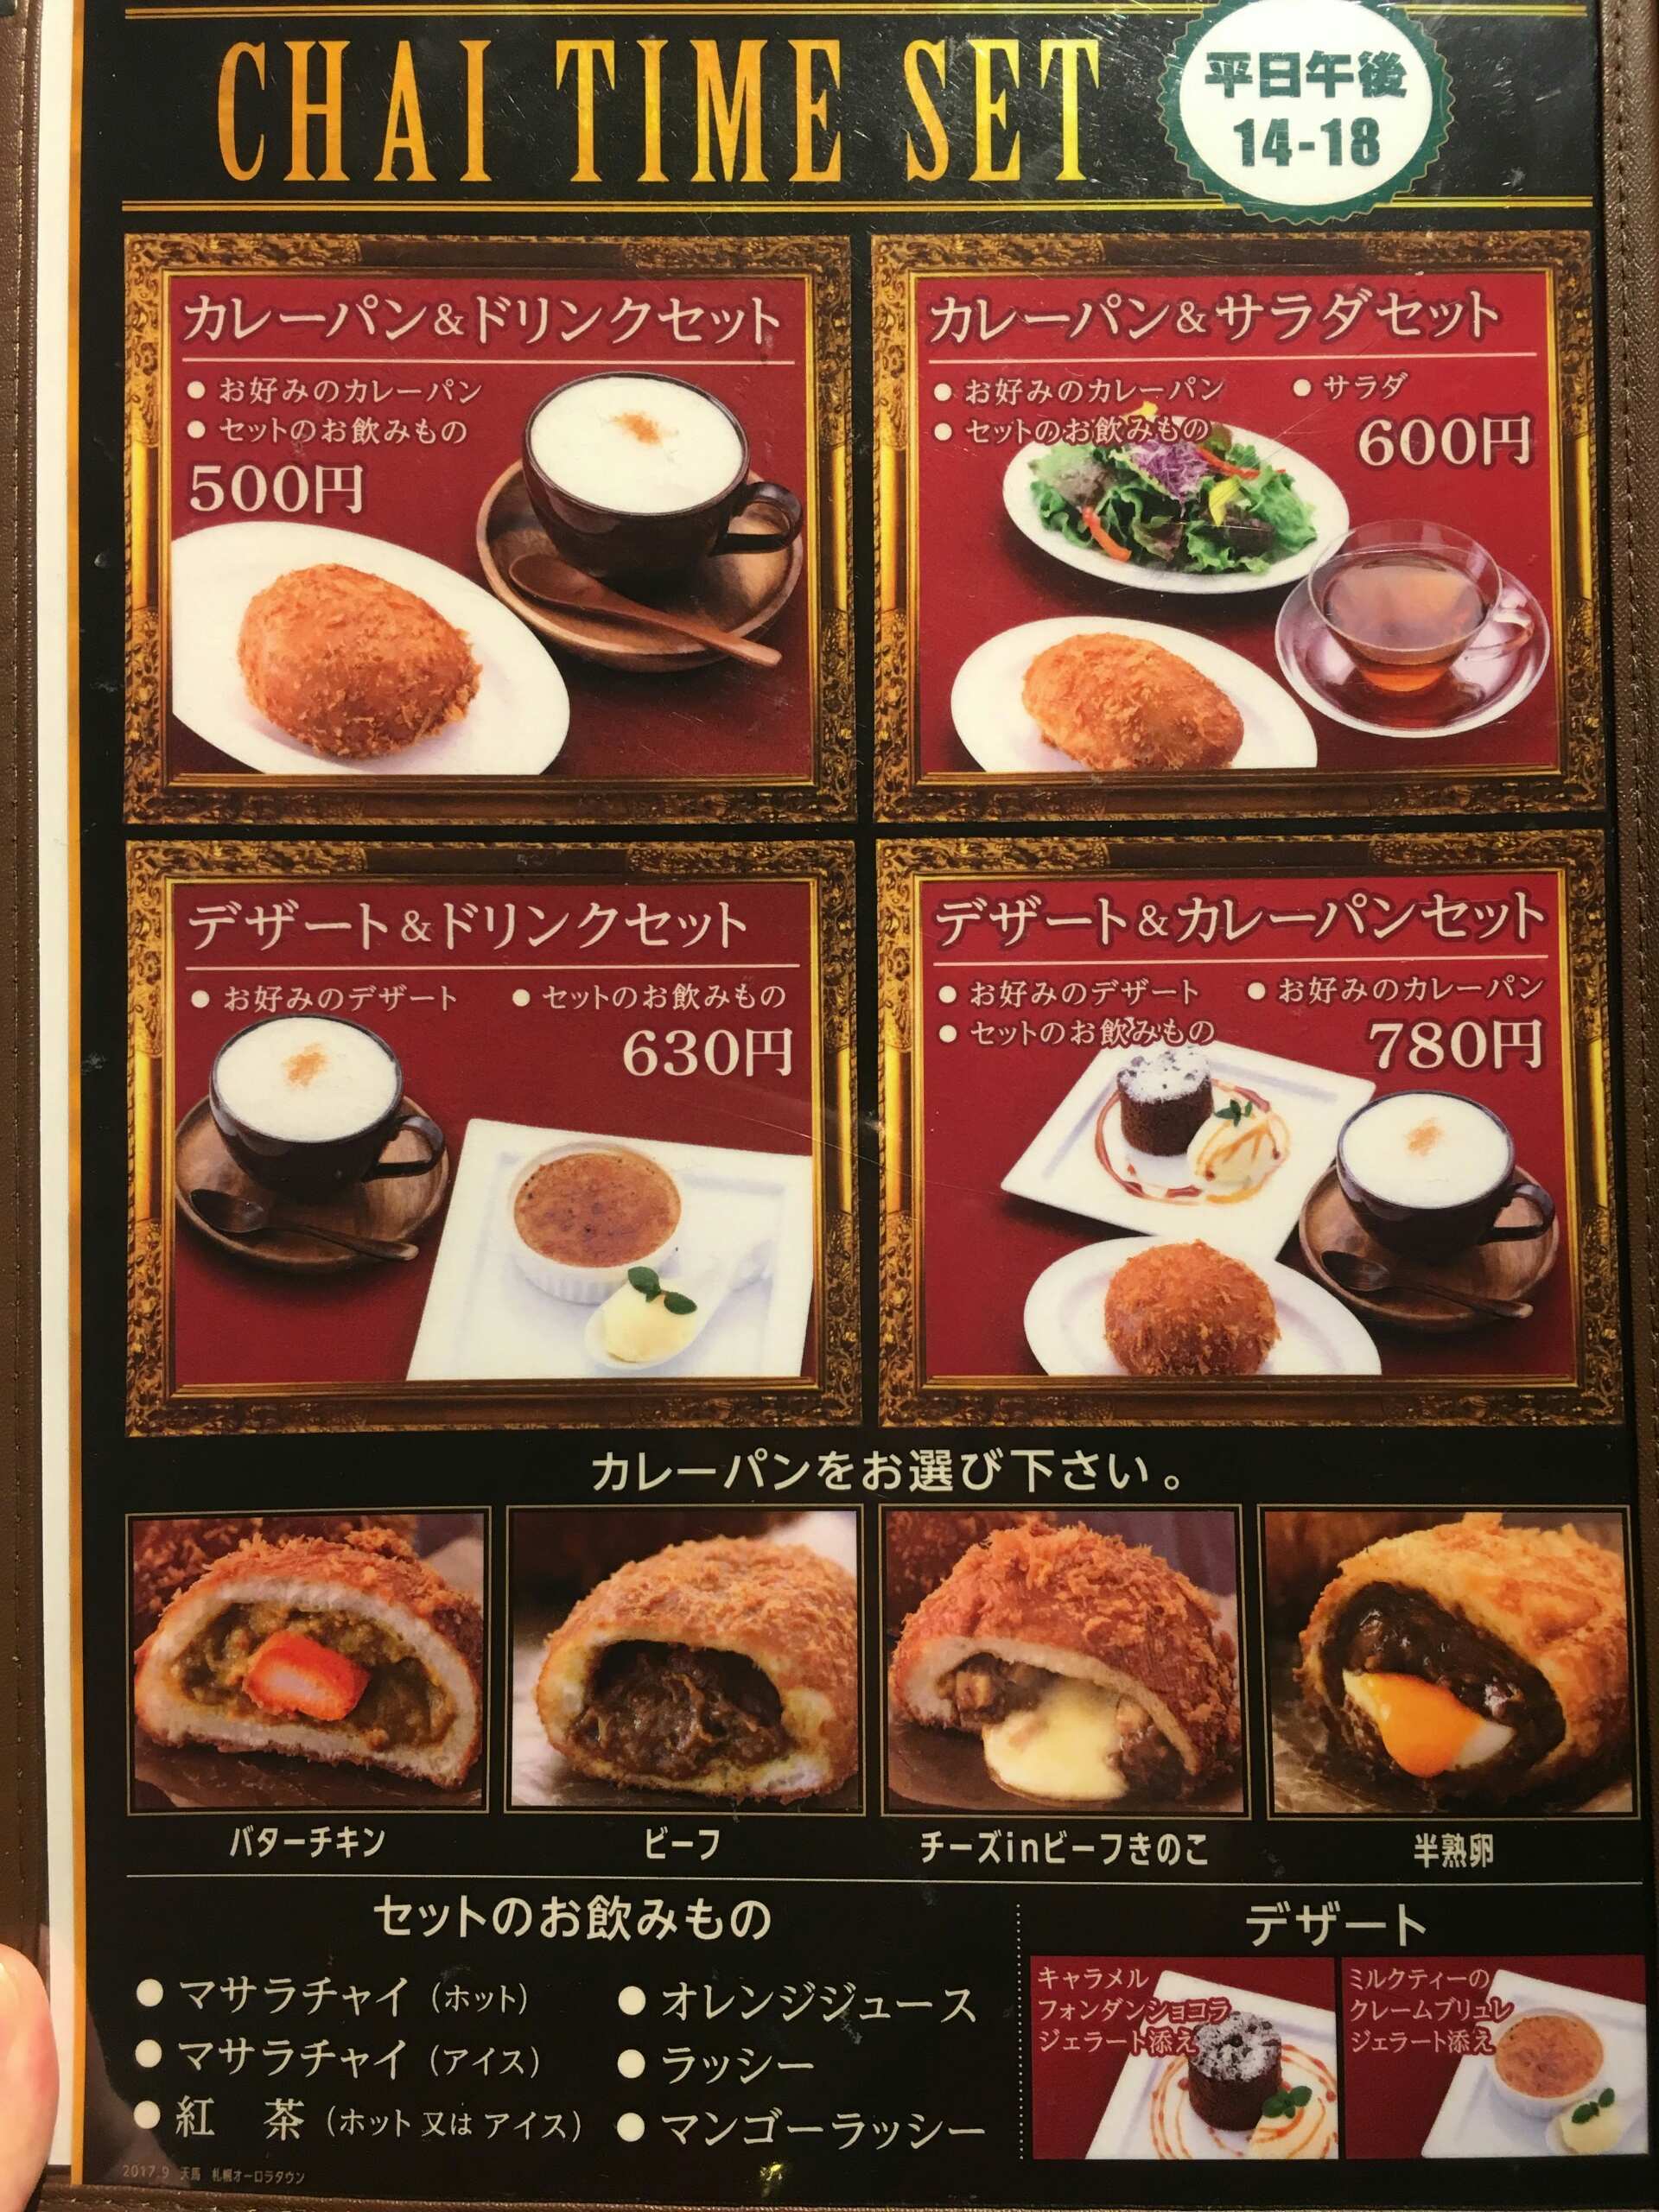 CHAI TIME SET
平日午後
14-18
カレーパン&ドリンクセット
● お好みのカレーパン
● セットのお飲みもの
500円
カレーパン&サラダセット
● お好みのカレーパン ● サラダ
● セットのお飲みもの
600円
デザート&ドリンクセット
● お好みのデザート ● セットのお飲みもの
630円
デザート&カレーパンセット
● お好みのデザート ● お好みのカレーパン
● セットのお飲みもの
780円
カレーパンをお選び下さい。
バターチキン
ビーフ
チーズinビーフきのこ
半熟卵
セットのお飲みもの
● マサラチャイ (ホット)
● マサラチャイ (アイス)
● 紅 茶 (ホット 又は アイス)
● オレンジジュース
● ラッシー
● マンゴーラッシー
デザート
キャラメル
フォンダンショコラ
ジェラート添え
ミルクティーの
クレームブリュレ
ジェラート添え
2017.9 天馬 札幌オーロラタウン